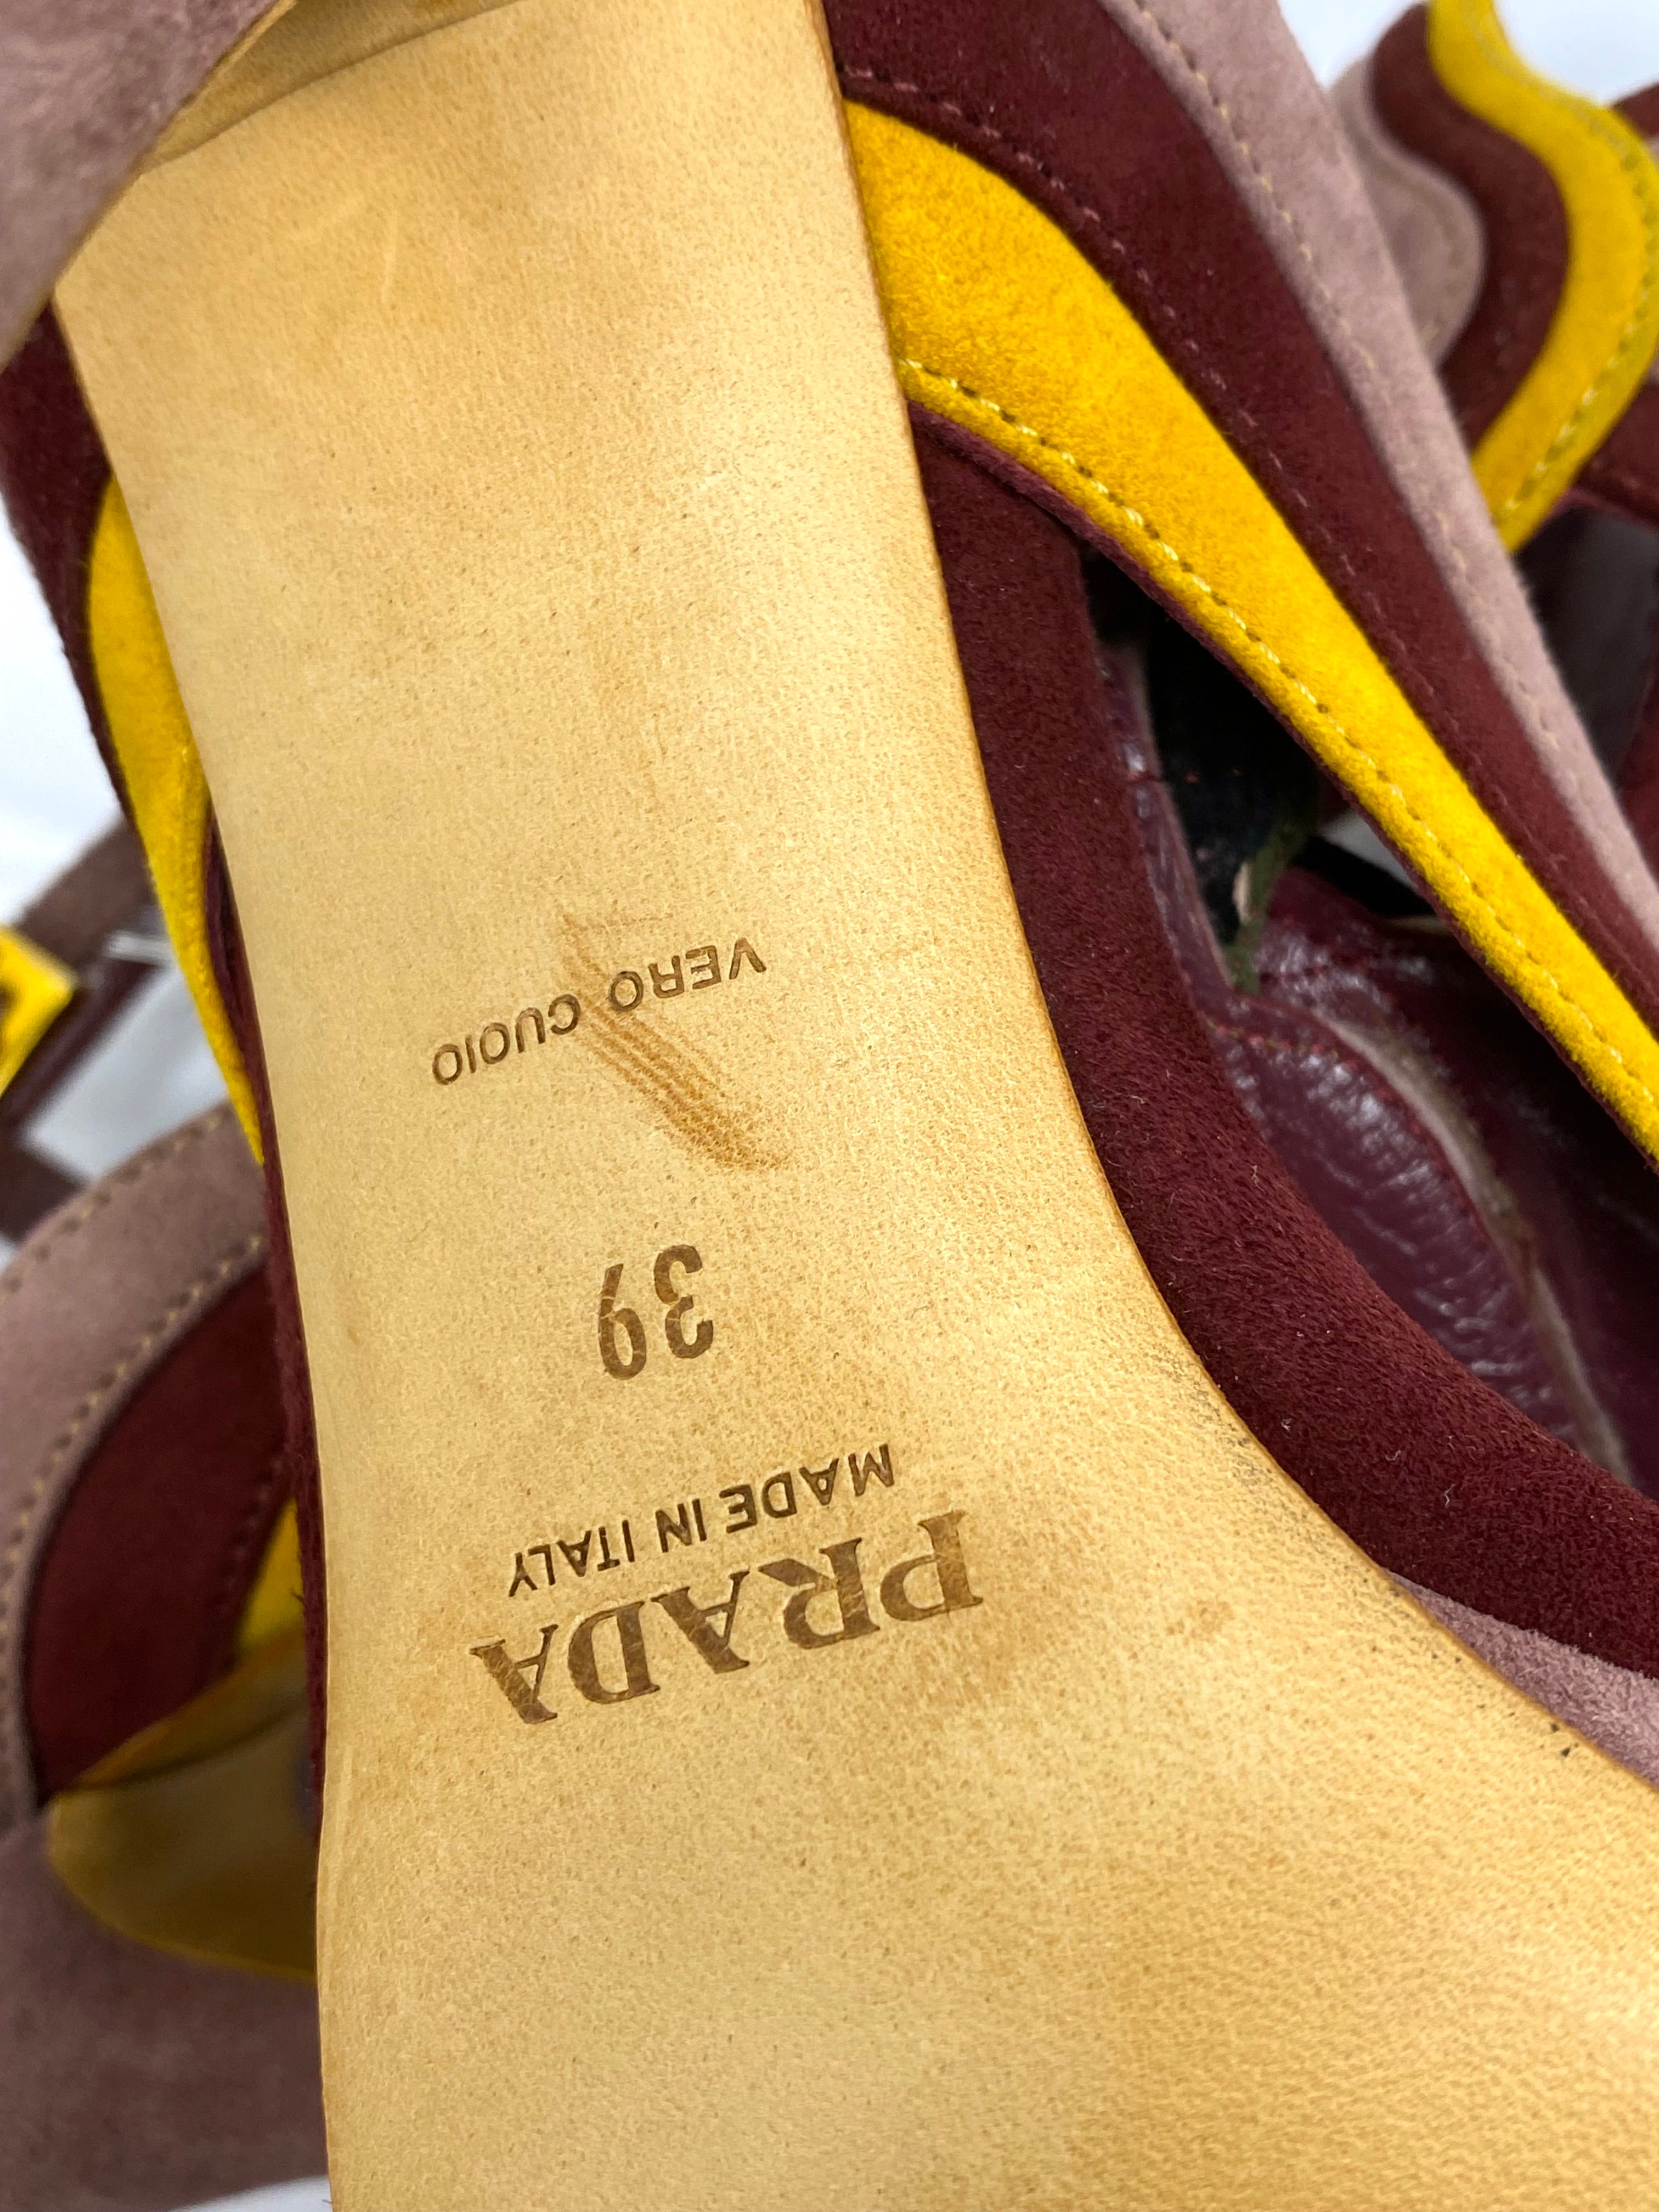 PRADA
MADE IN ITALY
39
VERO CUOIO